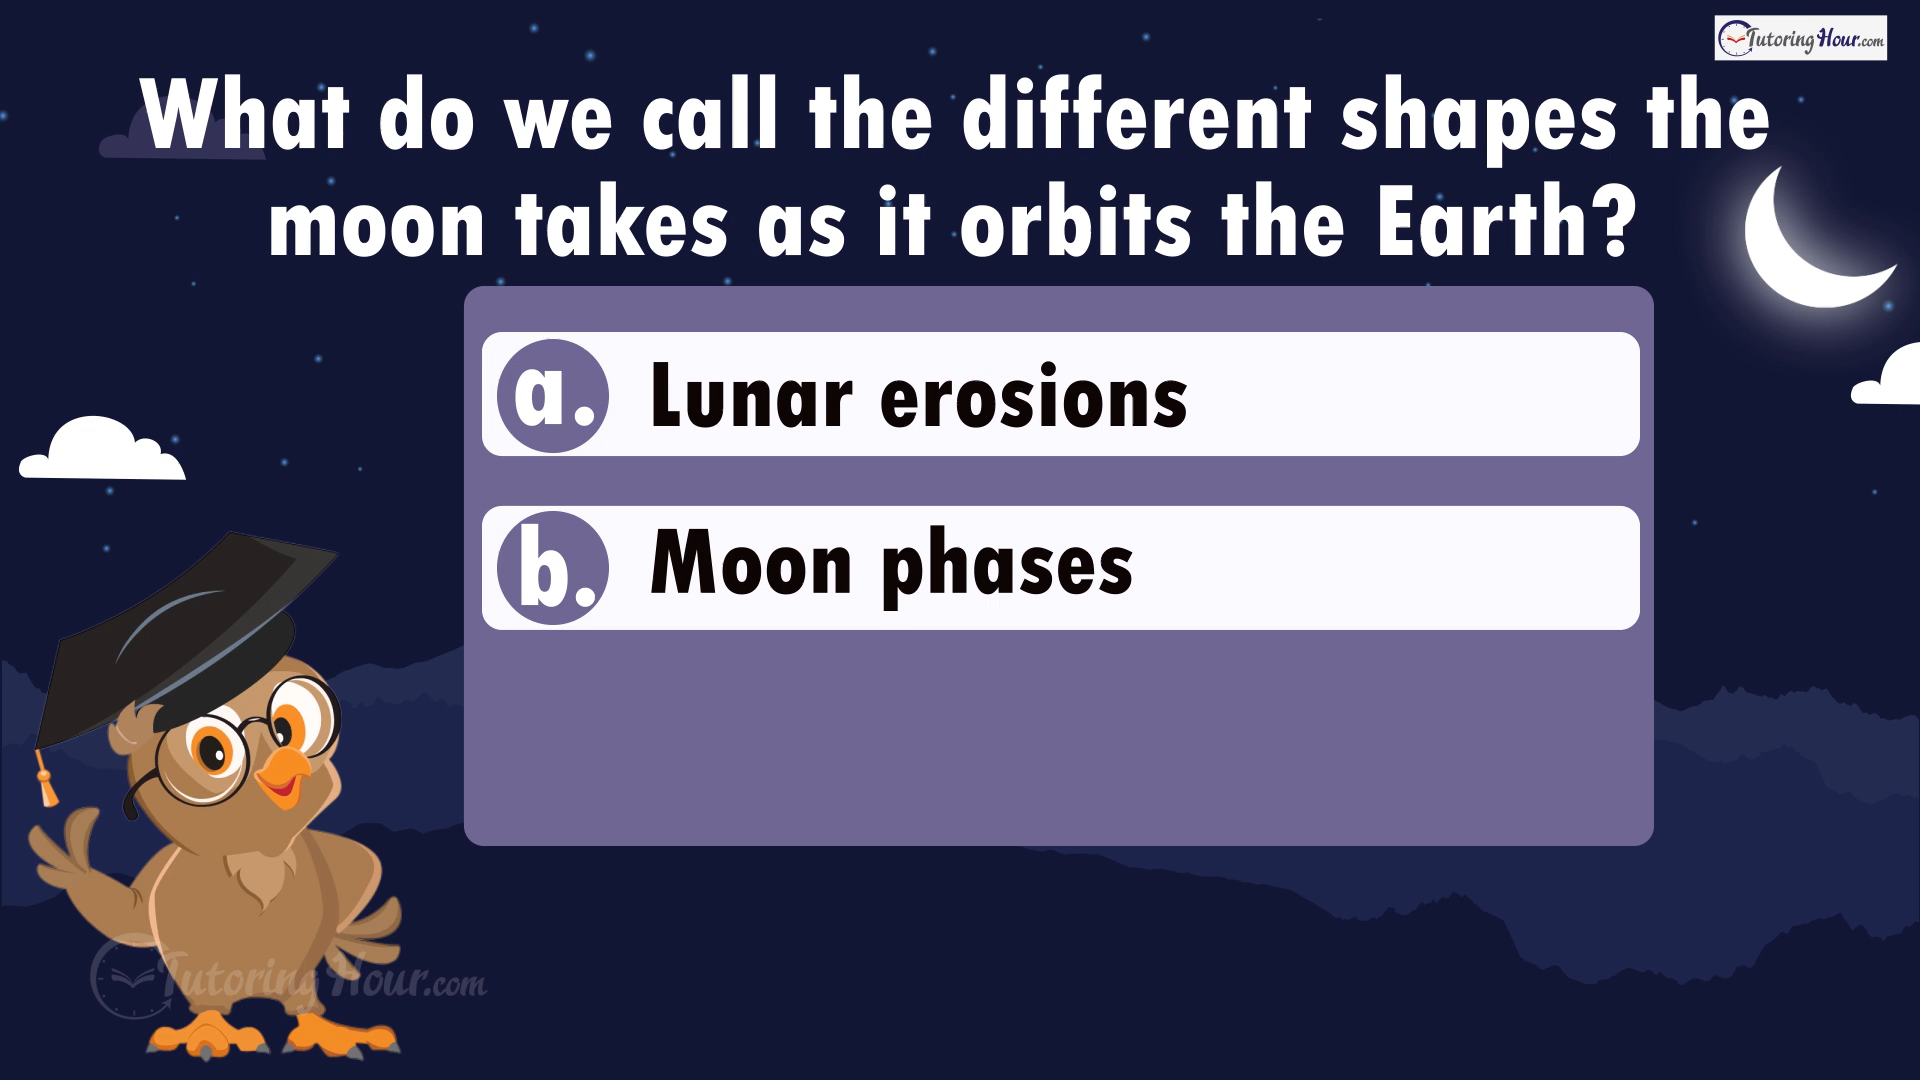 TutoringHour.com
What do we call the different shapes the
moon takes as it orbits the Earth?
a. Lunar erosions
b. Moon phases
TutoringHour.com